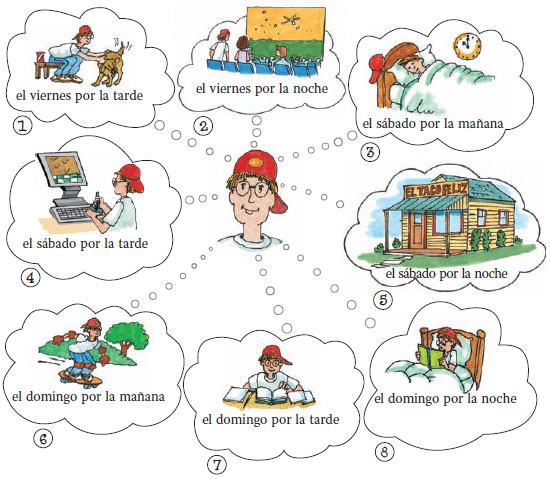 el viernes por la tarde
1
el viernes por la noche
2
el sábado por la mañana
3
el sábado por la tarde
4
EL TACO FELIZ
el sábado por la noche
5
el domingo por la mañana
6
el domingo por la tarde
7
el domingo por la noche
8